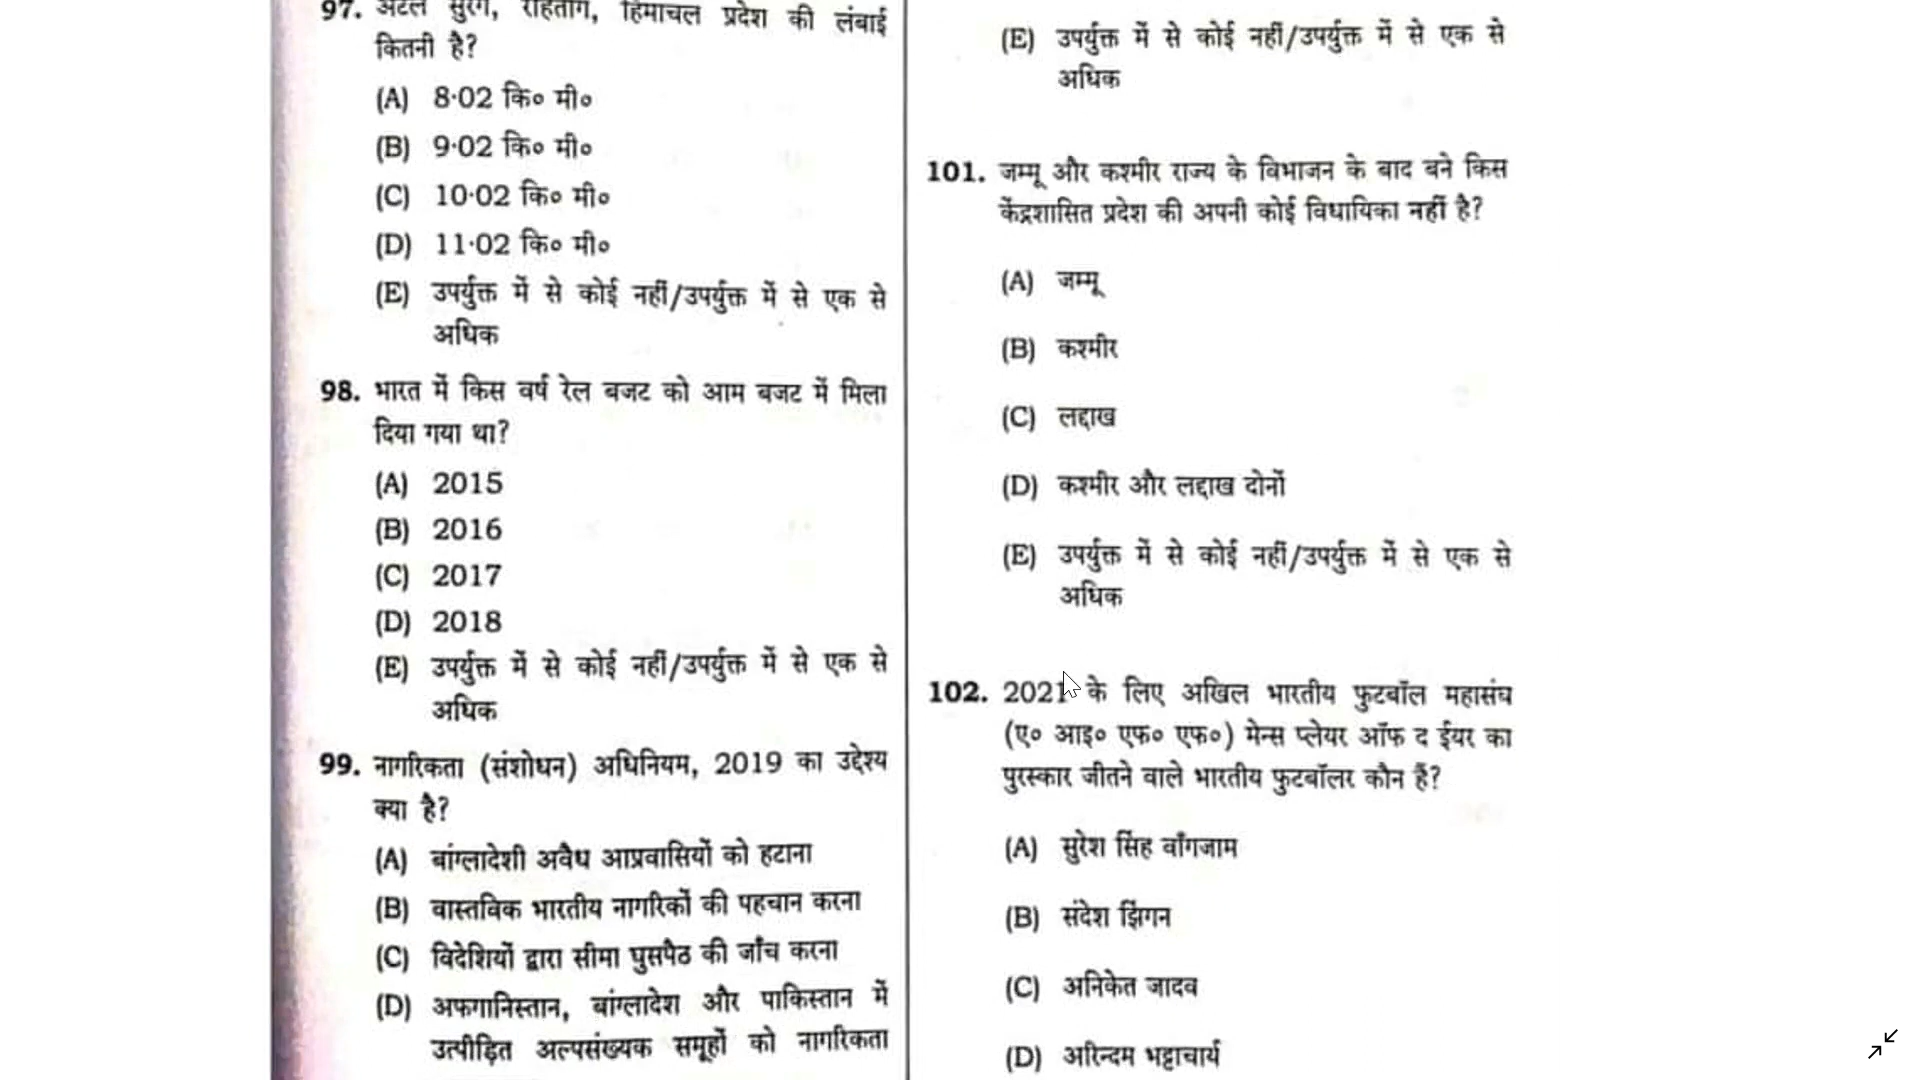 97. अटल सुरंग, रोहतांग, हिमाचल प्रदेश की लंबाई
कितनी है?
(A) 8·02 कि० मी०
(B) 9·02 कि० मी०
(C) 10·02 कि० मी०
(D) 11·02 कि० मी०
(E) उपर्युक्त में से कोई नहीं/उपर्युक्त में से एक से
अधिक
98. भारत में किस वर्ष रेल बजट को आम बजट में मिला
दिया गया था?
(A) 2015
(B) 2016
(C) 2017
(D) 2018
(E) उपर्युक्त में से कोई नहीं/उपर्युक्त में से एक से
अधिक
99. नागरिकता (संशोधन) अधिनियम, 2019 का उद्देश्य
क्या है?
(A) बांग्लादेशी अवैध आप्रवासियों को हटाना
(B) वास्तविक भारतीय नागरिकों की पहचान करना
(C) विदेशियों द्वारा सीमा घुसपैठ की जाँच करना
(D) अफगानिस्तान, बांग्लादेश और पाकिस्तान में
उत्पीड़ित अल्पसंख्यक समूहों को नागरिकता
(E) उपर्युक्त में से कोई नहीं/उपर्युक्त में से एक से
अधिक
101. जम्मू और कश्मीर राज्य के विभाजन के बाद बने किस
केंद्रशासित प्रदेश की अपनी कोई विधायिका नहीं है?
(A) जम्मू
(B) कश्मीर
(C) लद्दाख
(D) कश्मीर और लद्दाख दोनों
(E) उपर्युक्त में से कोई नहीं/उपर्युक्त में से एक से
अधिक
102. 2021 के लिए अखिल भारतीय फुटबॉल महासंघ
(ए० आइ० एफ० एफ०) मेन्स प्लेयर ऑफ द ईयर का
पुरस्कार जीतने वाले भारतीय फुटबॉलर कौन हैं?
(A) सुरेश सिंह वाँगजाम
(B) संदेश झिंगन
(C) अनिकेत जादव
(D) अरिन्दम भट्टाचार्य